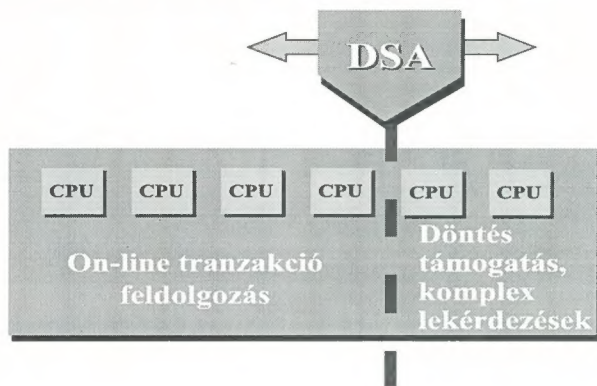 DSA
CPU CPU CPU CPU CPU CPU
On-line tranzakció
feldolgozás
Döntés
támogatás,
komplex
lekérdezések